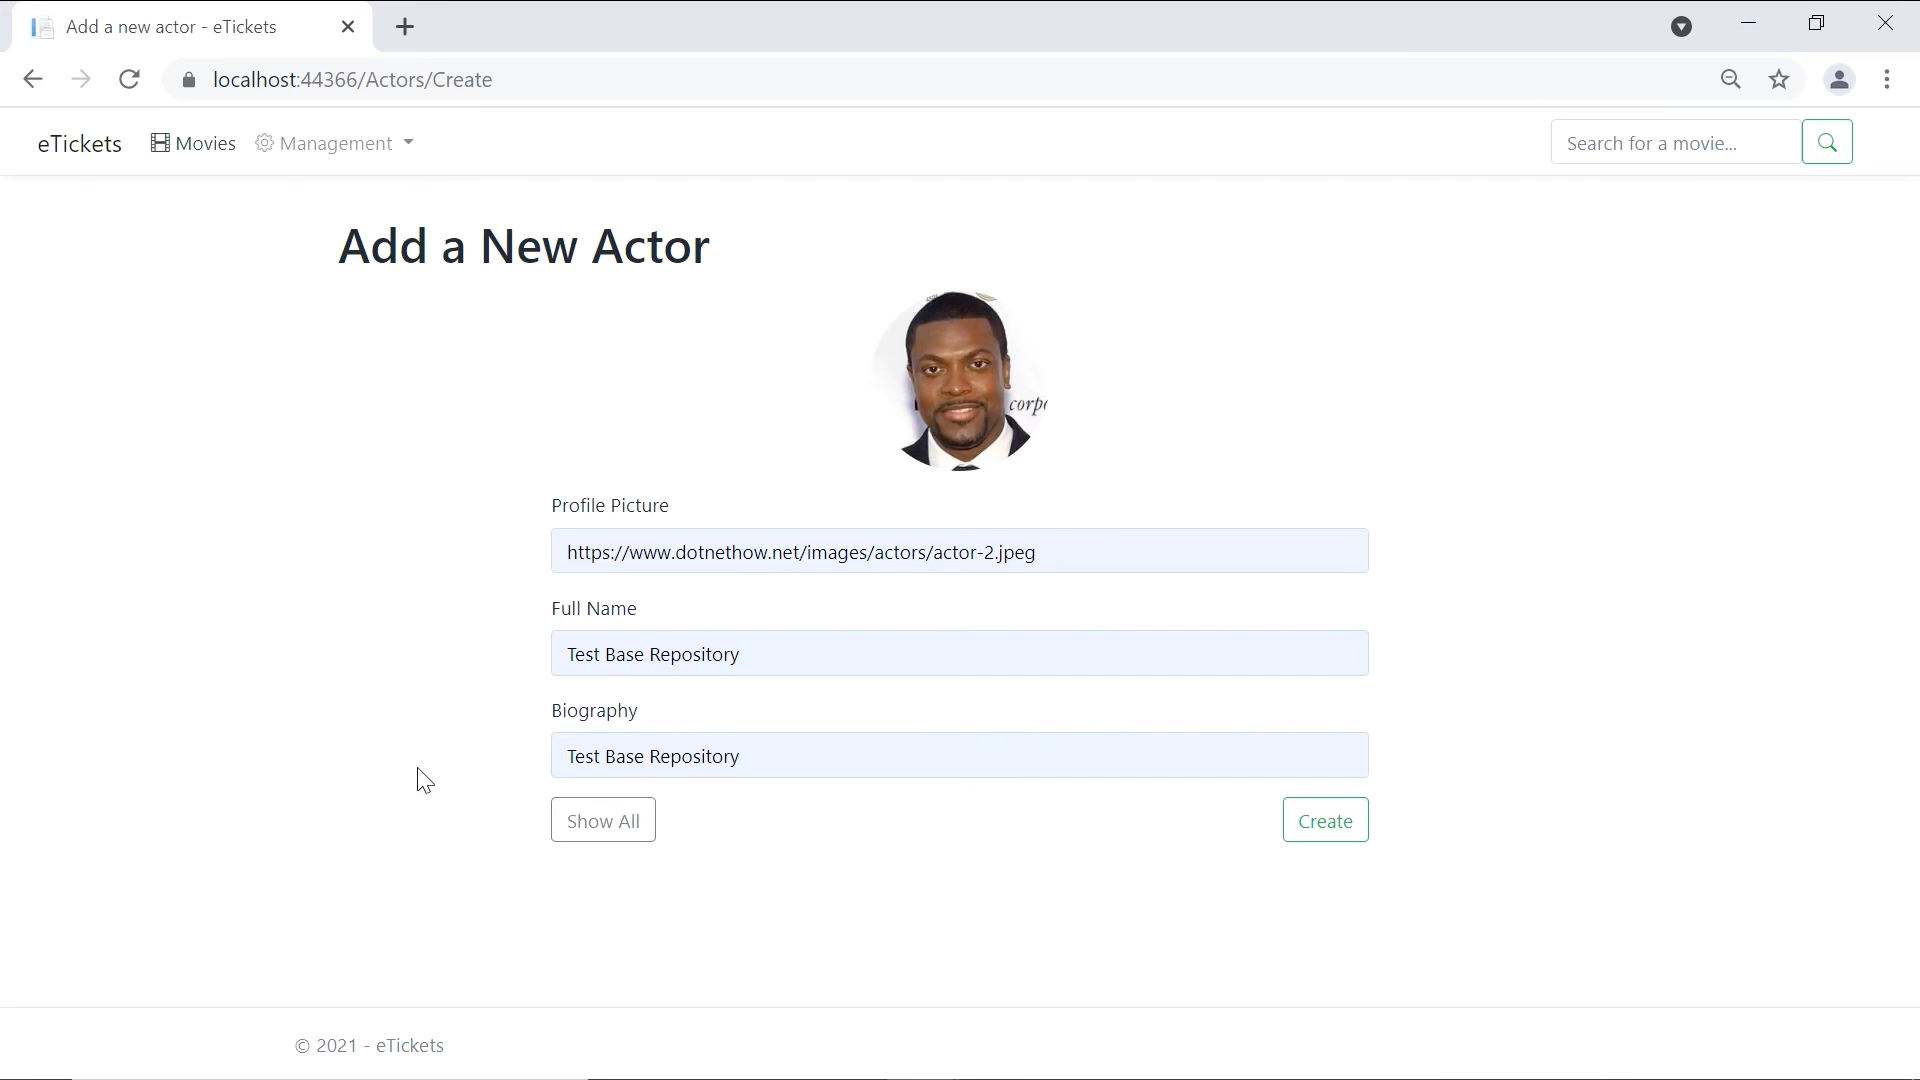 Add a new actor - eTickets
localhost:44366/Actors/Create
eTickets Movies Management Search for a movie...
Add a New Actor
corp
Profile Picture
https://www.dotnethow.net/images/actors/actor-2.jpeg
Full Name
Test Base Repository
Biography
Test Base Repository
Show All Create
© 2021 - eTickets